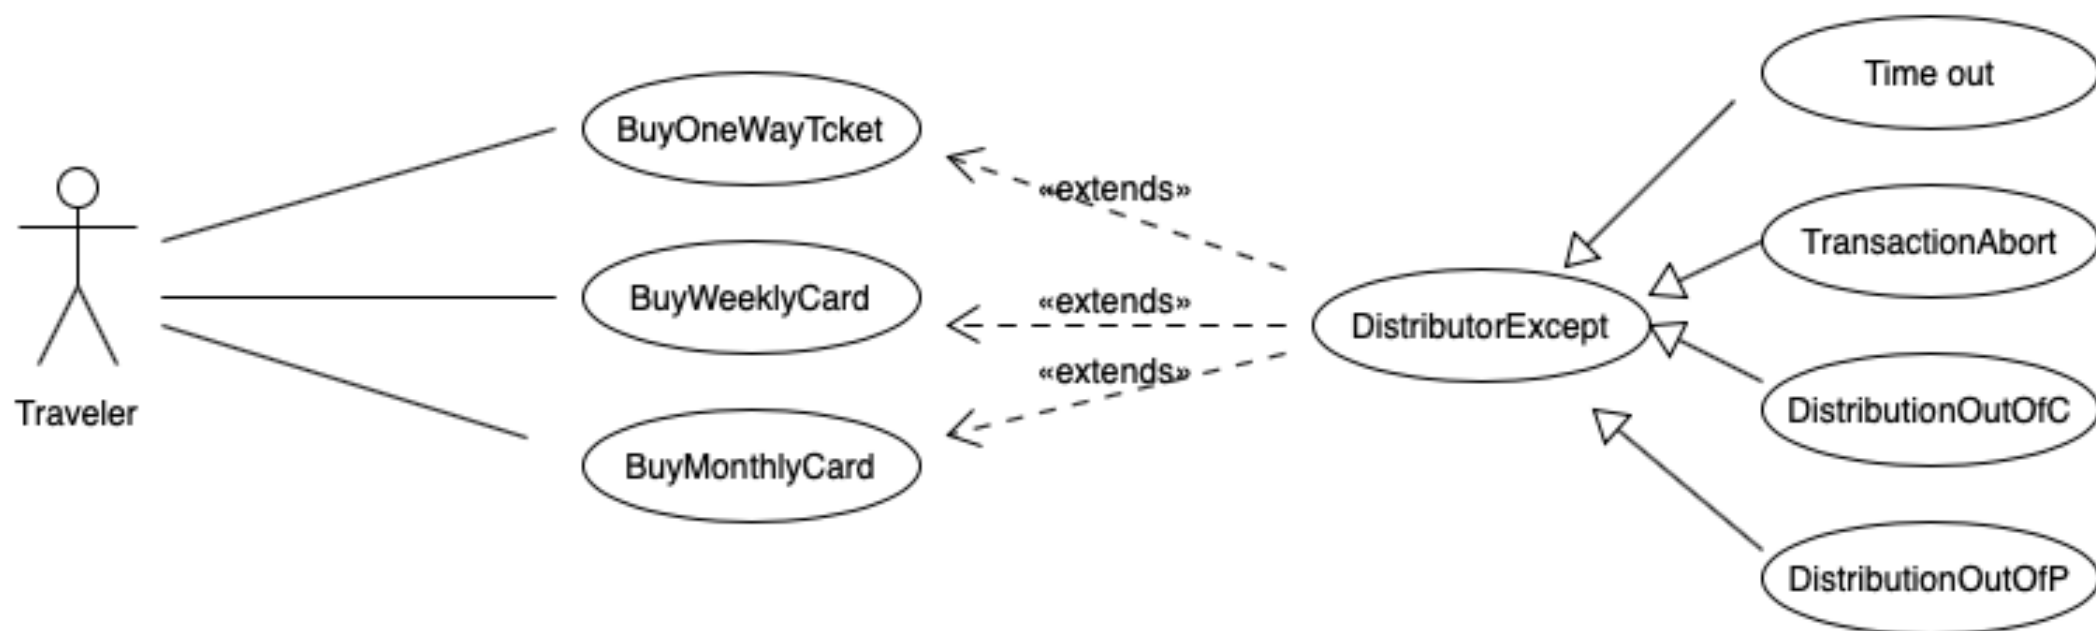 Time out
BuyOneWayTcket
«extends»
TransactionAbort
BuyWeeklyCard
«extends»
DistributorExcept
«extends»
Traveler
DistributionOutOfC
BuyMonthlyCard
DistributionOutOfP